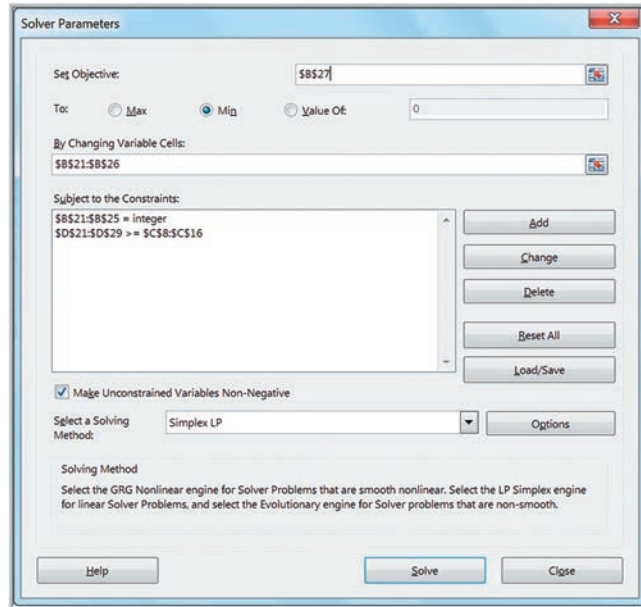 Solver Parameters
Set Objective:
$B$27
To:
Max
Min
Value Of:
0
By Changing Variable Cells:
$B$21:$B$26
Subject to the Constraints:
$B$21:$B$25 = integer
$D$21:$D$29 >= $C$8:$C$16
Add
Change
Delete
Reset All
Load/Save
Make Unconstrained Variables Non-Negative
Select a Solving
Method:
Simplex LP
Options
Solving Method
Select the GRG Nonlinear engine for Solver Problems that are smooth nonlinear. Select the LP Simplex engine
for linear Solver Problems, and select the Evolutionary engine for Solver problems that are non-smooth.
Help
Solve
Close